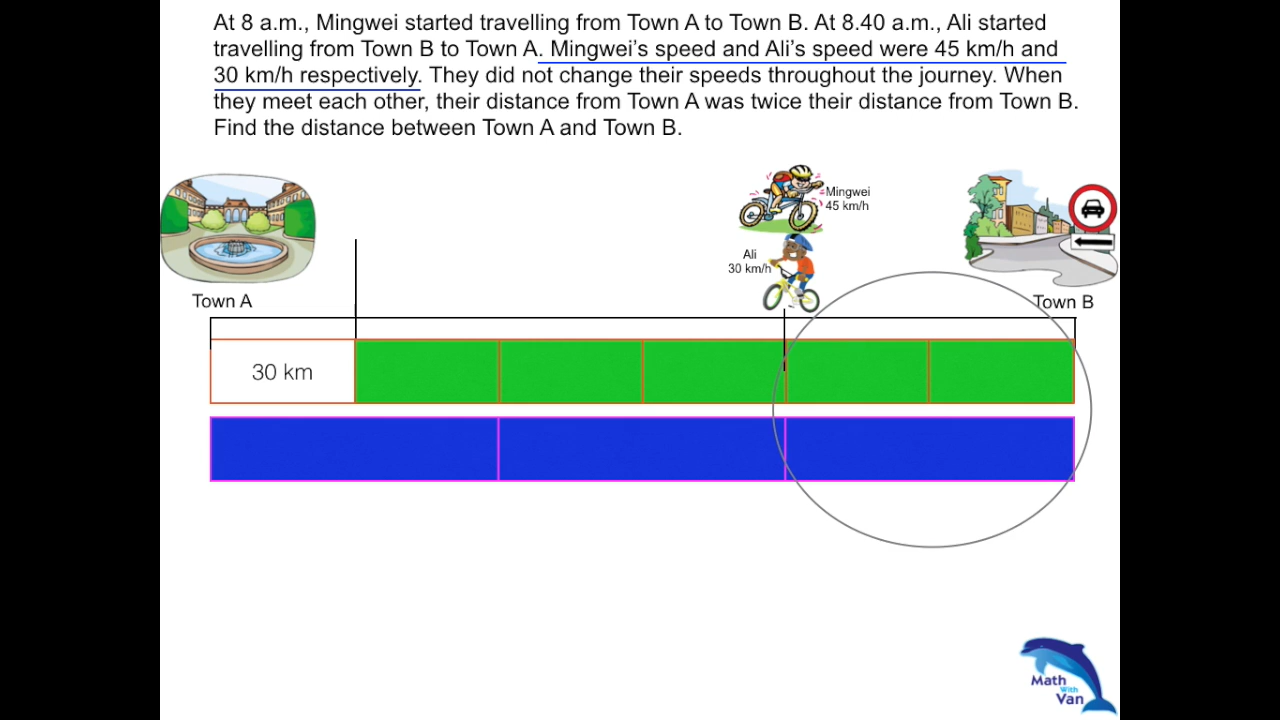 At 8 a.m., Mingwei started travelling from Town A to Town B. At 8.40 a.m., Ali started
travelling from Town B to Town A. Mingwei's speed and Ali's speed were 45 km/h and
30 km/h respectively. They did not change their speeds throughout the journey. When
they meet each other, their distance from Town A was twice their distance from Town B.
Find the distance between Town A and Town B.
Mingwei
45 km/h
Ali
30 km/h
Town A
Town B
30 km
Math
With
Van